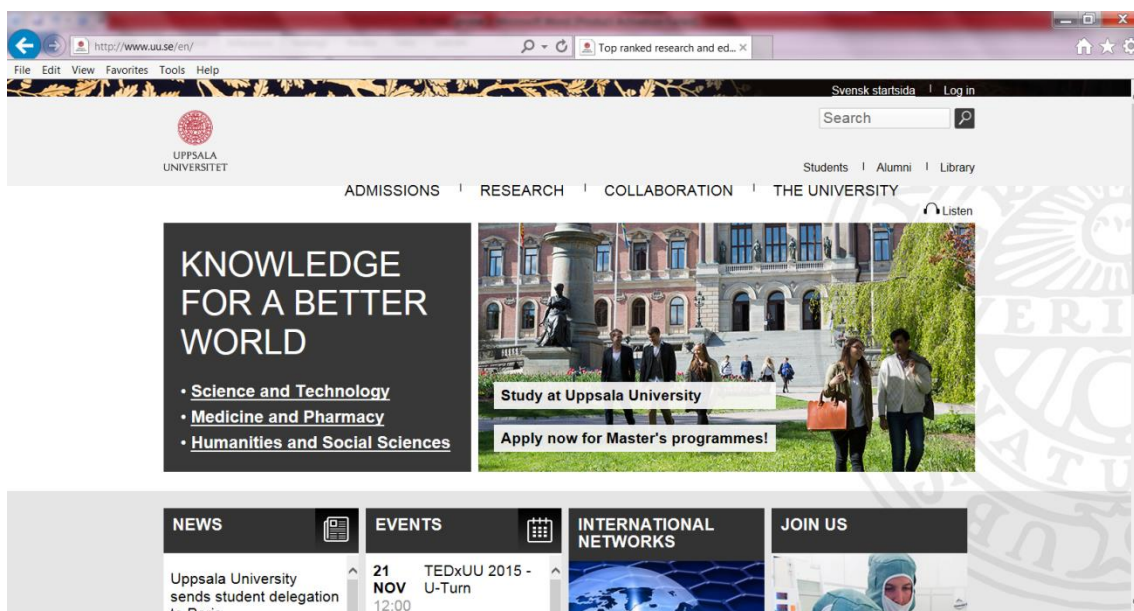 http://www.uu.se/en/
Top ranked research and ed...
File Edit View Favorites Tools Help
Svensk startsida | Log in
Search
UPPSALA
UNIVERSITET
Students | Alumni | Library
ADMISSIONS | RESEARCH | COLLABORATION | THE UNIVERSITY
Listen
KNOWLEDGE
FOR A BETTER
WORLD
• Science and Technology
• Medicine and Pharmacy
• Humanities and Social Sciences
Study at Uppsala University
Apply now for Master's programmes!
NEWS
Uppsala University
sends student delegation
EVENTS
21
NOV
12:00
TEDxUU 2015 -
U-Turn
INTERNATIONAL
NETWORKS
JOIN US